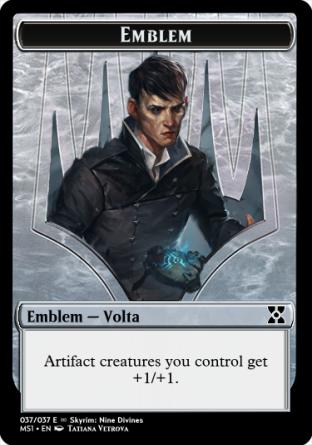 EMBLEM
Emblem — Volta
Artifact creatures you control get
+1/+1.
037/037 E ∞ Skyrim: Nine Divines
MS1 • EN TATIANA VETROVA